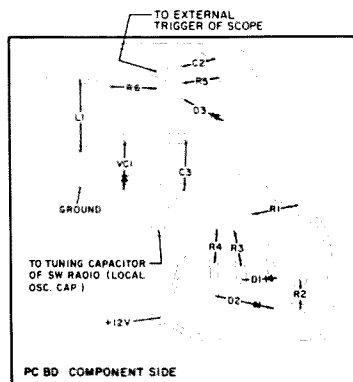 TO EXTERNAL
TRIGGER OF SCOPE
C2
R6
R5
L1
D3
VC1
C3
GROUND
R1
TO TUNING CAPACITOR
OF SW RADIO (LOCAL
OSC. CAP)
R4
R3
D1
R2
D2
+12V
PC BD COMPONENT SIDE